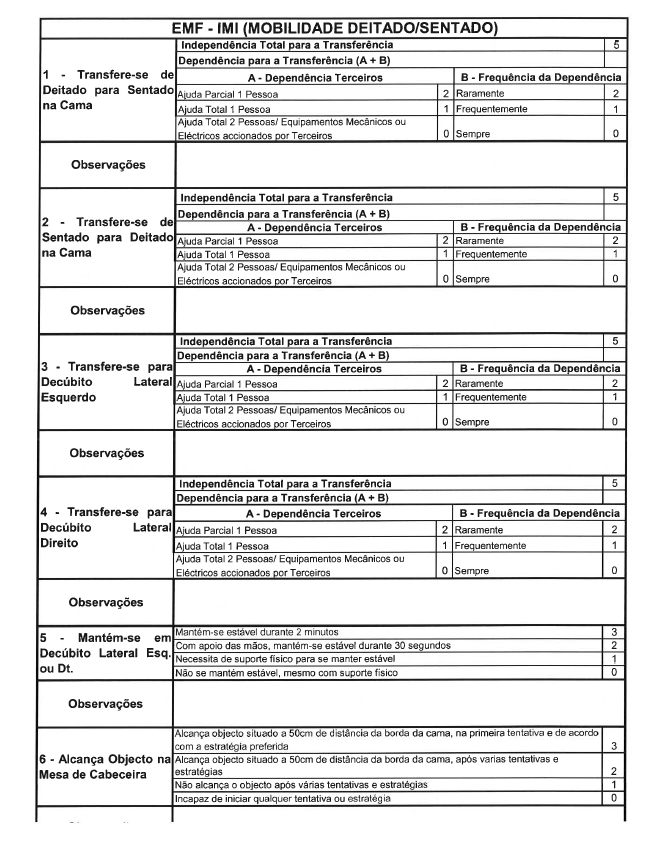 EMF - IMI (MOBILIDADE DEITADO/SENTADO)
1 - Transfere-se de
Deitado para Sentado
na Cama
Independência Total para a Transferência 5
Dependência para a Transferência (A + B)
A - Dependência Terceiros B - Frequência da Dependência
Ajuda Parcial 1 Pessoa 2 Raramente 2
Ajuda Total 1 Pessoa 1 Frequentemente 1
Ajuda Total 2 Pessoas/ Equipamentos Mecânicos ou
Eléctricos accionados por Terceiros 0 Sempre 0
Observações
2 - Transfere-se de
Sentado para Deitado
na Cama
Independência Total para a Transferência 5
Dependência para a Transferência (A + B)
A - Dependência Terceiros B - Frequência da Dependência
Ajuda Parcial 1 Pessoa 2 Raramente 2
Ajuda Total 1 Pessoa 1 Frequentemente 1
Ajuda Total 2 Pessoas/ Equipamentos Mecânicos ou
Eléctricos accionados por Terceiros 0 Sempre 0
Observações
3 - Transfere-se para
Decúbito Lateral
Esquerdo
Independência Total para a Transferência 5
Dependência para a Transferência (A + B)
A - Dependência Terceiros B - Frequência da Dependência
Ajuda Parcial 1 Pessoa 2 Raramente 2
Ajuda Total 1 Pessoa 1 Frequentemente 1
Ajuda Total 2 Pessoas/ Equipamentos Mecânicos ou
Eléctricos accionados por Terceiros 0 Sempre 0
Observações
4 - Transfere-se para
Decúbito Lateral
Direito
Independência Total para a Transferência 5
Dependência para a Transferência (A + B)
A - Dependência Terceiros B - Frequência da Dependência
Ajuda Parcial 1 Pessoa 2 Raramente 2
Ajuda Total 1 Pessoa 1 Frequentemente 1
Ajuda Total 2 Pessoas/ Equipamentos Mecânicos ou
Eléctricos accionados por Terceiros 0 Sempre 0
Observações
5 - Mantém-se em
Decúbito Lateral Esq.
ou Dt.
Mantém-se estável durante 2 minutos 3
Com apoio das mãos, mantém-se estável durante 30 segundos 2
Necessita de suporte físico para se manter estável 1
Não se mantém estável, mesmo com suporte físico 0
Observações
6 - Alcança Objecto na
Mesa de Cabeceira
Alcança objecto situado a 50cm de distância da borda da cama, na primeira tentativa e de acordo
com a estratégia preferida 3
Alcança objecto situado a 50cm de distância da borda da cama, após varias tentativas e
estratégias 2
Não alcança o objecto após várias tentativas e estratégias 1
Incapaz de iniciar qualquer tentativa ou estratégia 0